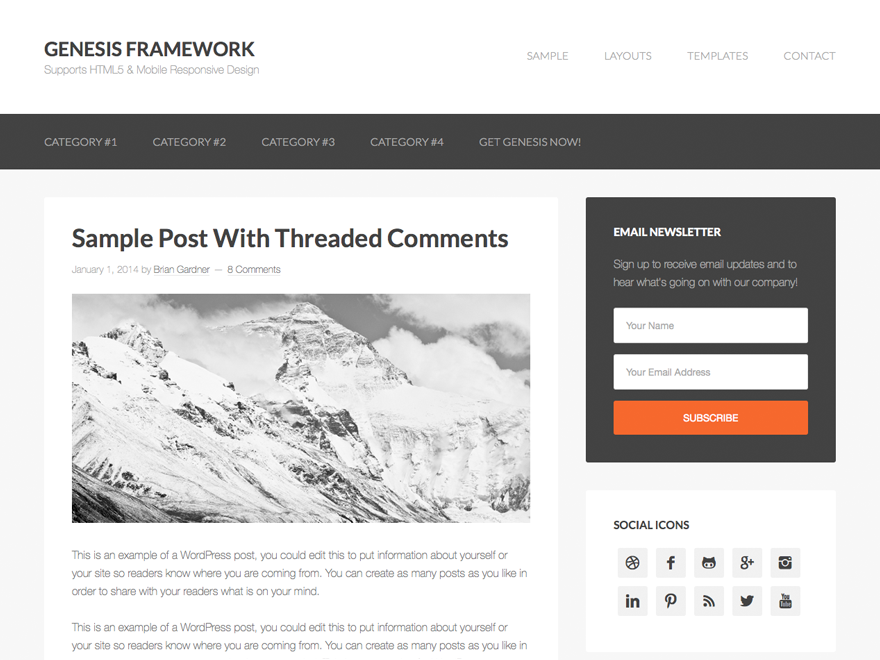 GENESIS FRAMEWORK
Supports HTML5 & Mobile Responsive Design
SAMPLE LAYOUTS TEMPLATES CONTACT
CATEGORY #1 CATEGORY #2 CATEGORY #3 CATEGORY #4 GET GENESIS NOW!
Sample Post With Threaded Comments
January 1, 2014 by Brian Gardner — 8 Comments
This is an example of a WordPress post, you could edit this to put information about yourself or
your site so readers know where you are coming from. You can create as many posts as you like in
order to share with your readers what is on your mind.
This is an example of a WordPress post, you could edit this to put information about yourself or
your site so readers know where you are coming from. You can create as many posts as you like in
EMAIL NEWSLETTER
Sign up to receive email updates and to
hear what's going on with our company!
Your Name
Your Email Address
SUBSCRIBE
SOCIAL ICONS
f g+
in You Tube